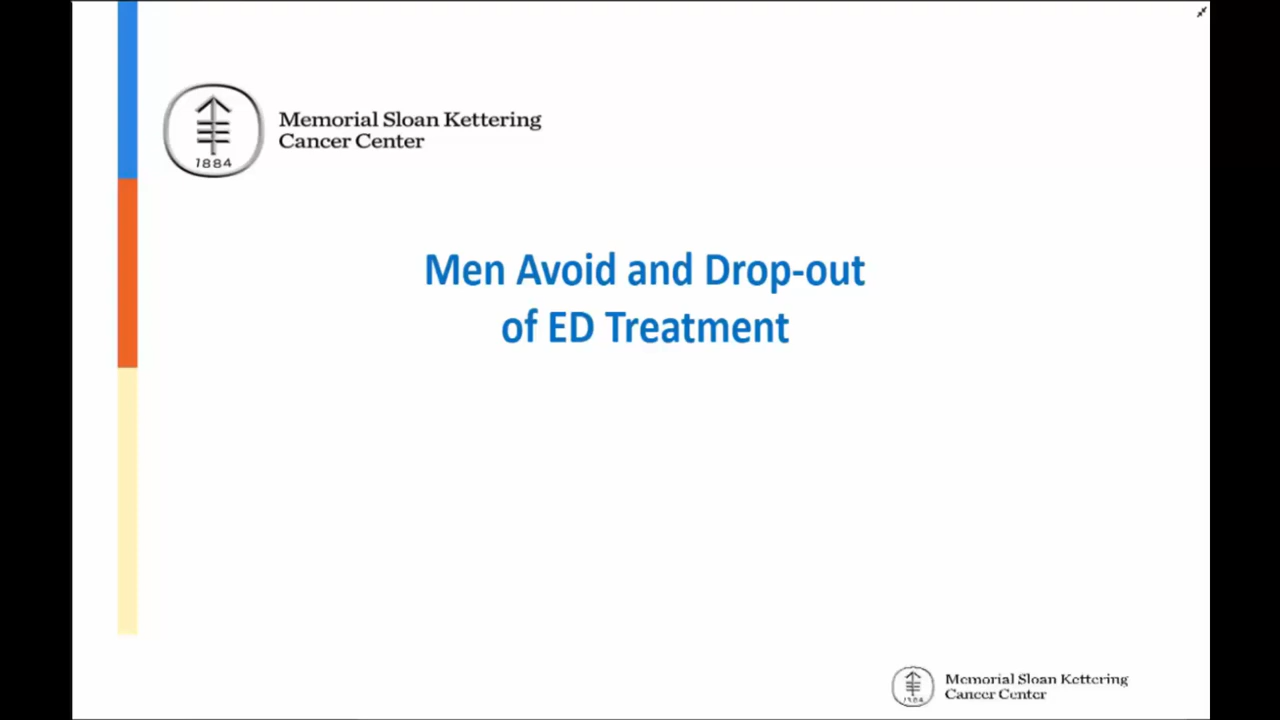 Memorial Sloan Kettering
Cancer Center
1884
Men Avoid and Drop-out
of ED Treatment
1884
Memorial Sloan Kettering
Cancer Center